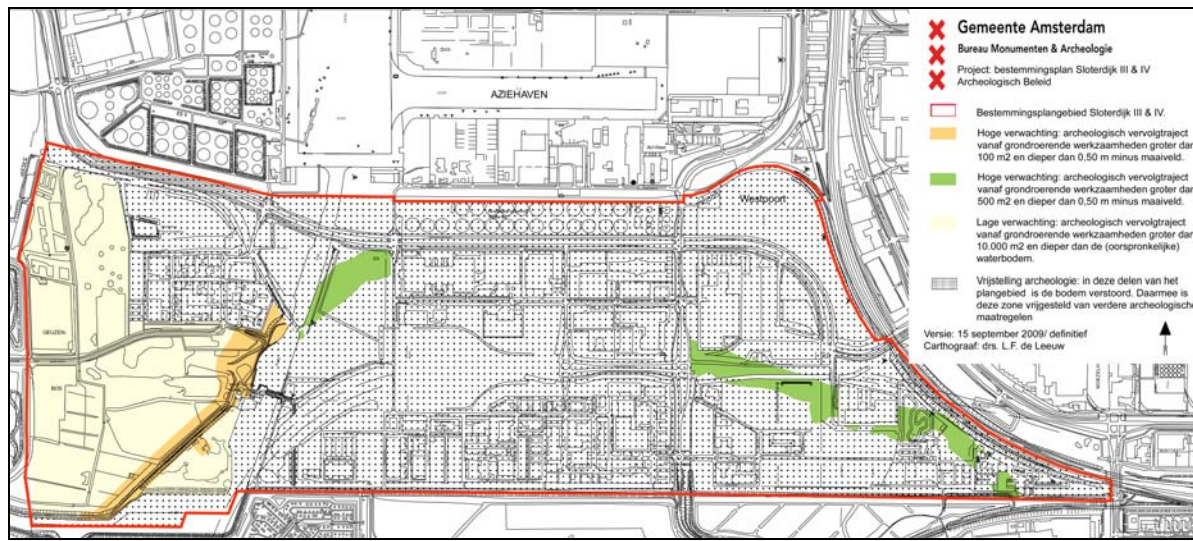 Gemeente Amsterdam
Bureau Monumenten & Archeologie
Project: bestemmingsplan Sloterdijk III & IV
Archeologisch Beleid
Bestemmingsplangebied Sloterdijk III & IV.
Hoge verwachting: archeologisch vervolgtraject
vanaf grondroerende werkzaamheden groter dan
100 m2 en dieper dan 0,50 m minus maaiveld.
Hoge verwachting: archeologisch vervolgtraject
vanaf grondroerende werkzaamheden groter dan
500 m2 en dieper dan 0,50 m minus maaiveld.
Lage verwachting: archeologisch vervolgtraject
vanaf grondroerende werkzaamheden groter dan
10.000 m2 en dieper dan de (oorspronkelijke)
waterbodem.
Vrijstelling archeologie: in deze delen van het
plangebied is de bodem verstoord. Daarmee is
deze zone vrijgesteld van verdere archeologische
maatregelen
Versie: 15 september 2009/ definitief
Carthograaf: drs. L.F. de Leeuw
AZIEHAVEN
Westpoort
GEUZEN-
BOS